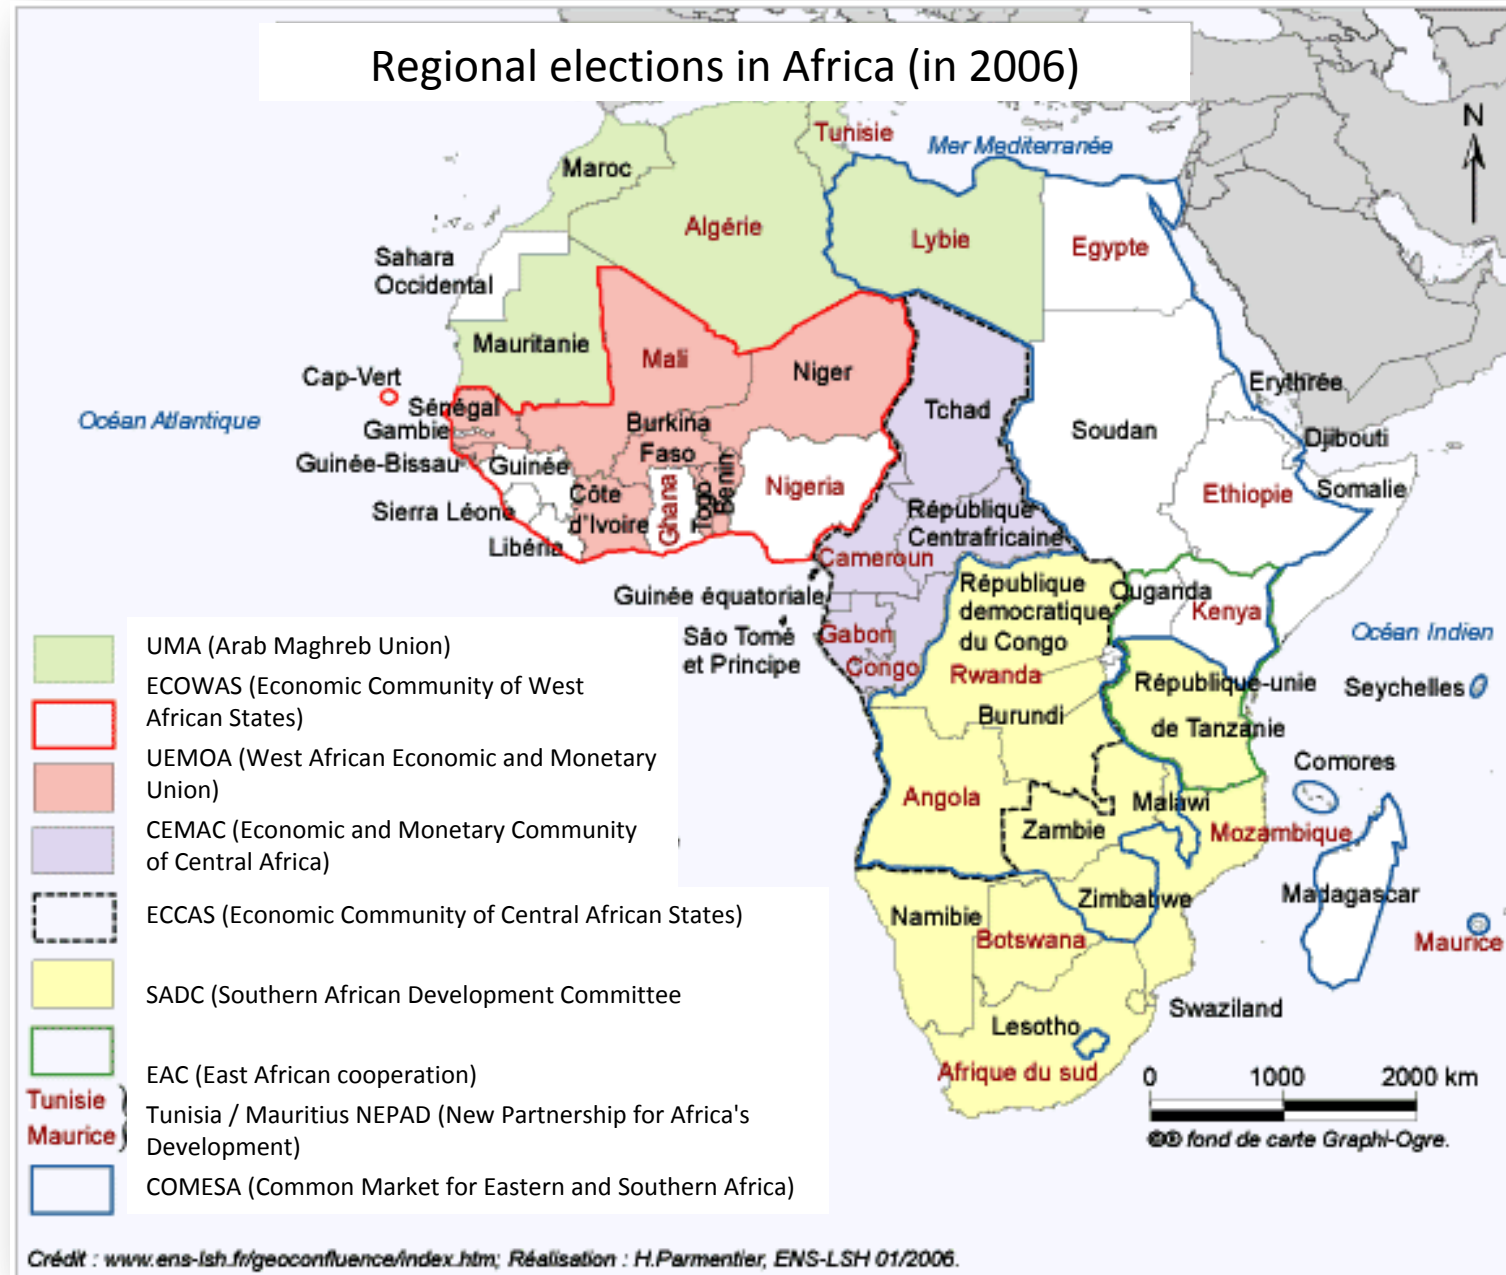 Regional elections in Africa (in 2006)
N
Tunisie
Mer Mediterranée
Maroc
Algérie
Lybie
Egypte
Sahara
Occidental
Mauritanie
Mali
Niger
Cap-Vert
Erythrée
Sénégal
Tchad
Océan Atlantique
Gambie
Burkina
Faso
Soudan
Djibouti
Guinée-Bissau
Guinée
Bénin
Nigeria
Ethiopie
Somalie
Côte
d'Ivoire
Ghana
Togo
Sierra Léone
République
Centrafricaine
Libéria
Cameroun
Guinée équatoriale
République
democratique
du Congo
Ouganda
Kenya
São Tomé
et Principe
Gabon
Congo
Océan Indien
Rwanda
République-unie
de Tanzanie
Seychelles
Burundi
Comores
Angola
Malawi
Zambie
Mozambique
Zimbabwe
Madagascar
Namibie
Botswana
Maurice
Swaziland
Lesotho
Afrique du sud
0 1000 2000 km
fond de carte Graphi-Ogre.
UMA (Arab Maghreb Union)
ECOWAS (Economic Community of West
African States)
UEMOA (West African Economic and Monetary
Union)
CEMAC (Economic and Monetary Community
of Central Africa)
ECCAS (Economic Community of Central African States)
SADC (Southern African Development Committee
EAC (East African cooperation)
Tunisie }
Maurice }
Tunisia / Mauritius NEPAD (New Partnership for Africa's
Development)
COMESA (Common Market for Eastern and Southern Africa)
Crédit : www.ens-lsh.fr/geoconfluence/index.htm; Réalisation : H.Parmentier, ENS-LSH 01/2006.